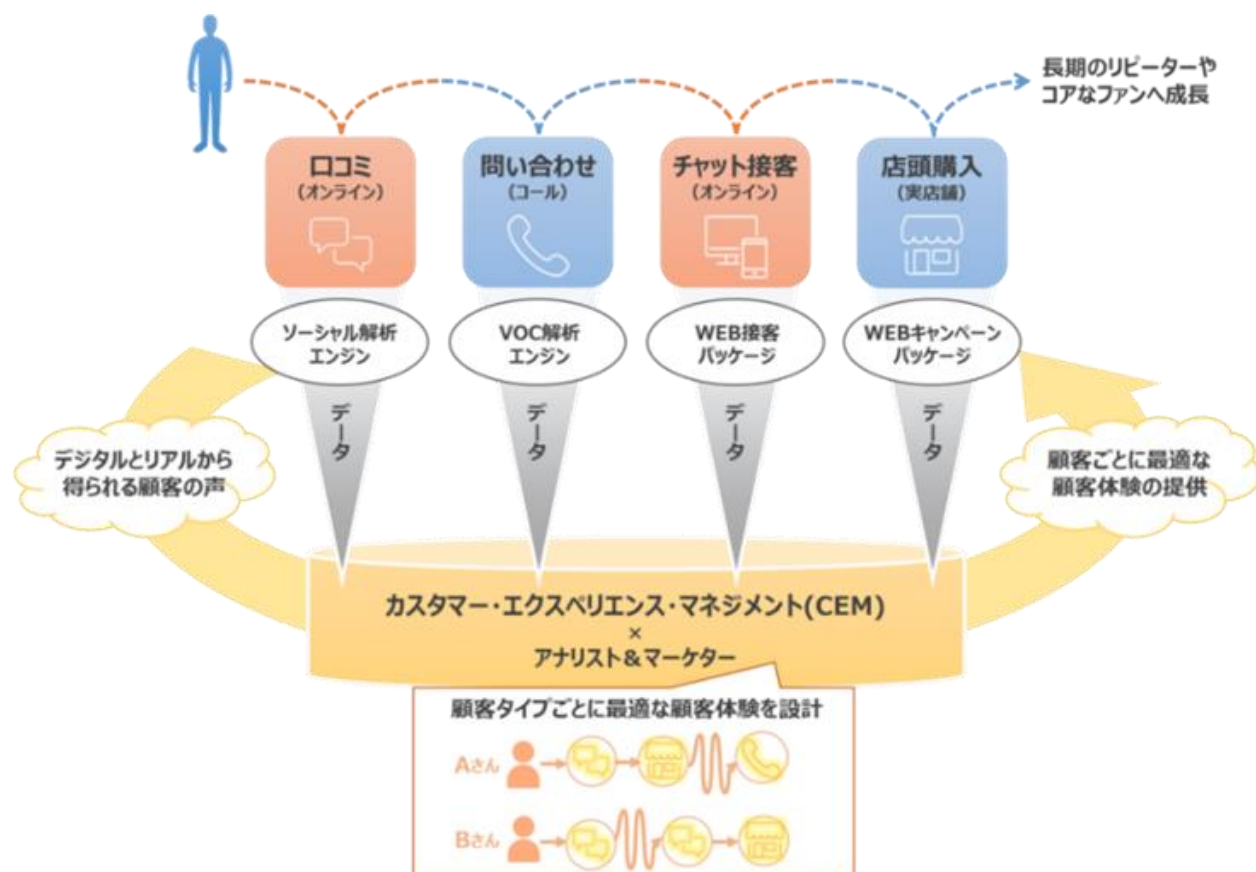 長期のリピーターや
コアなファンへ成長
口コミ
（オンライン）
問い合わせ
（コール）
チャット接客
（オンライン）
店頭購入
（実店舗）
ソーシャル解析
エンジン
VOC解析
エンジン
WEB接客
パッケージ
WEBキャンペーン
パッケージ
データ
データ
データ
データ
デジタルとリアルから
得られる顧客の声
顧客ごとに最適な
顧客体験の提供
カスタマー・エクスペリエンス・マネジメント(CEM)
×
アナリスト＆マーケター
顧客タイプごとに最適な顧客体験を設計
Aさん
Bさん